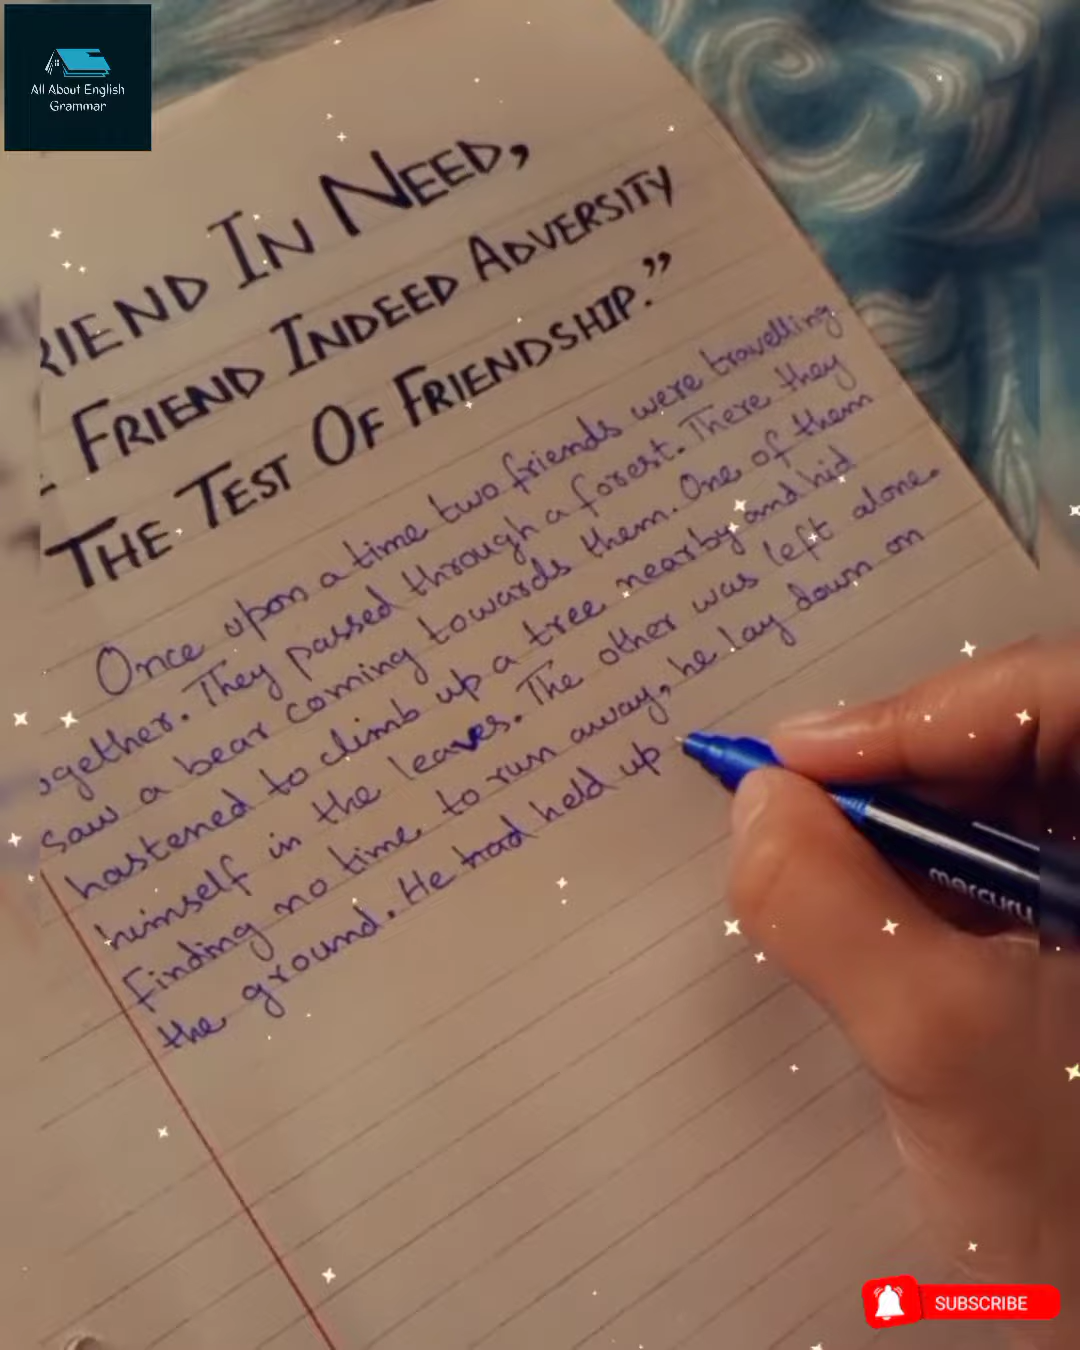 All About English
Grammar
RIEND IN NEED,
FRIEND INDEED ADVERSITY
THE TEST OF FRIENDSHIP.”
Once upon a time two friends were travelling
ogether. They passed through a forest. There they
saw a bear coming towards them. One of them
hastened to climb up a tree nearby and hid
himself in the leaves. The other was left alone.
Finding no time to run away, he lay down on
the ground. He had held up
mercury
SUBSCRIBE